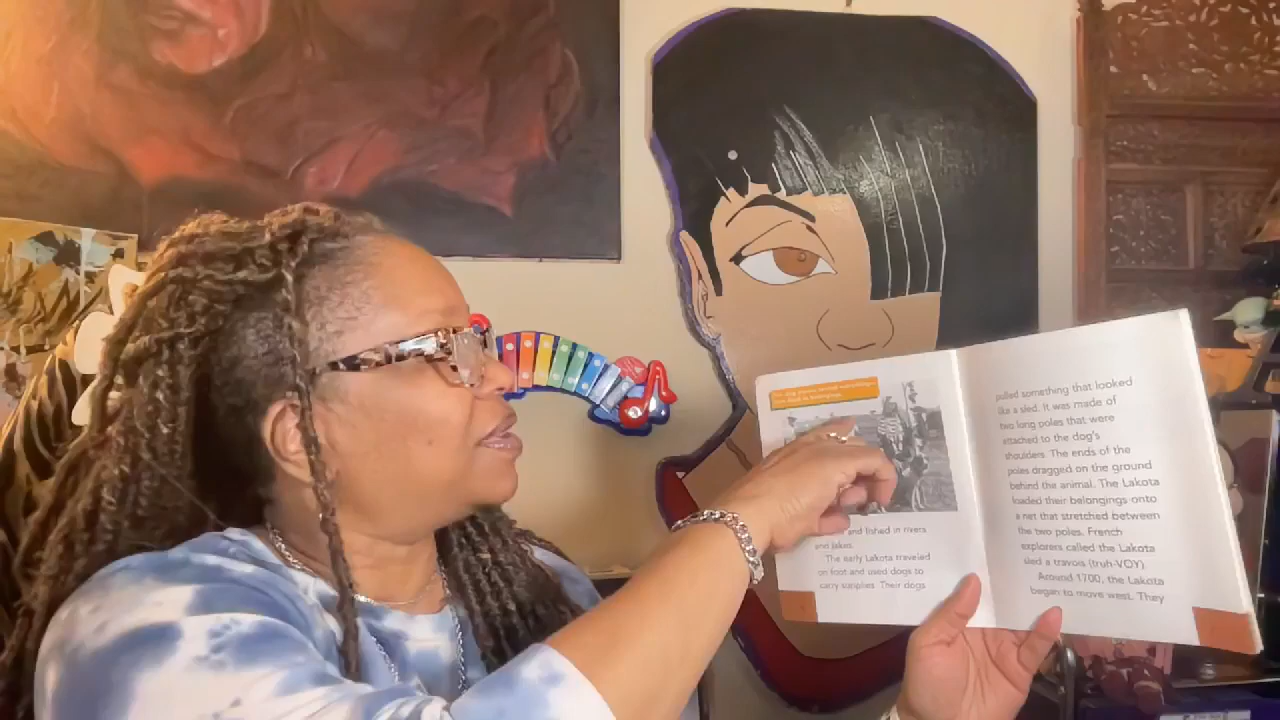 and fished in rivers
and lakes.
The early Lakota traveled
on foot and used dogs to
carry supplies. Their dogs
pulled something that looked
like a sled. It was made of
two long poles that were
attached to the dog's
shoulders. The ends of the
poles dragged on the ground
behind the animal. The Lakota
loaded their belongings onto
a net that stretched between
the two poles. French
explorers called the Lakota
sled a travois (truh-VOY).
Around 1700, the Lakota
began to move west. They